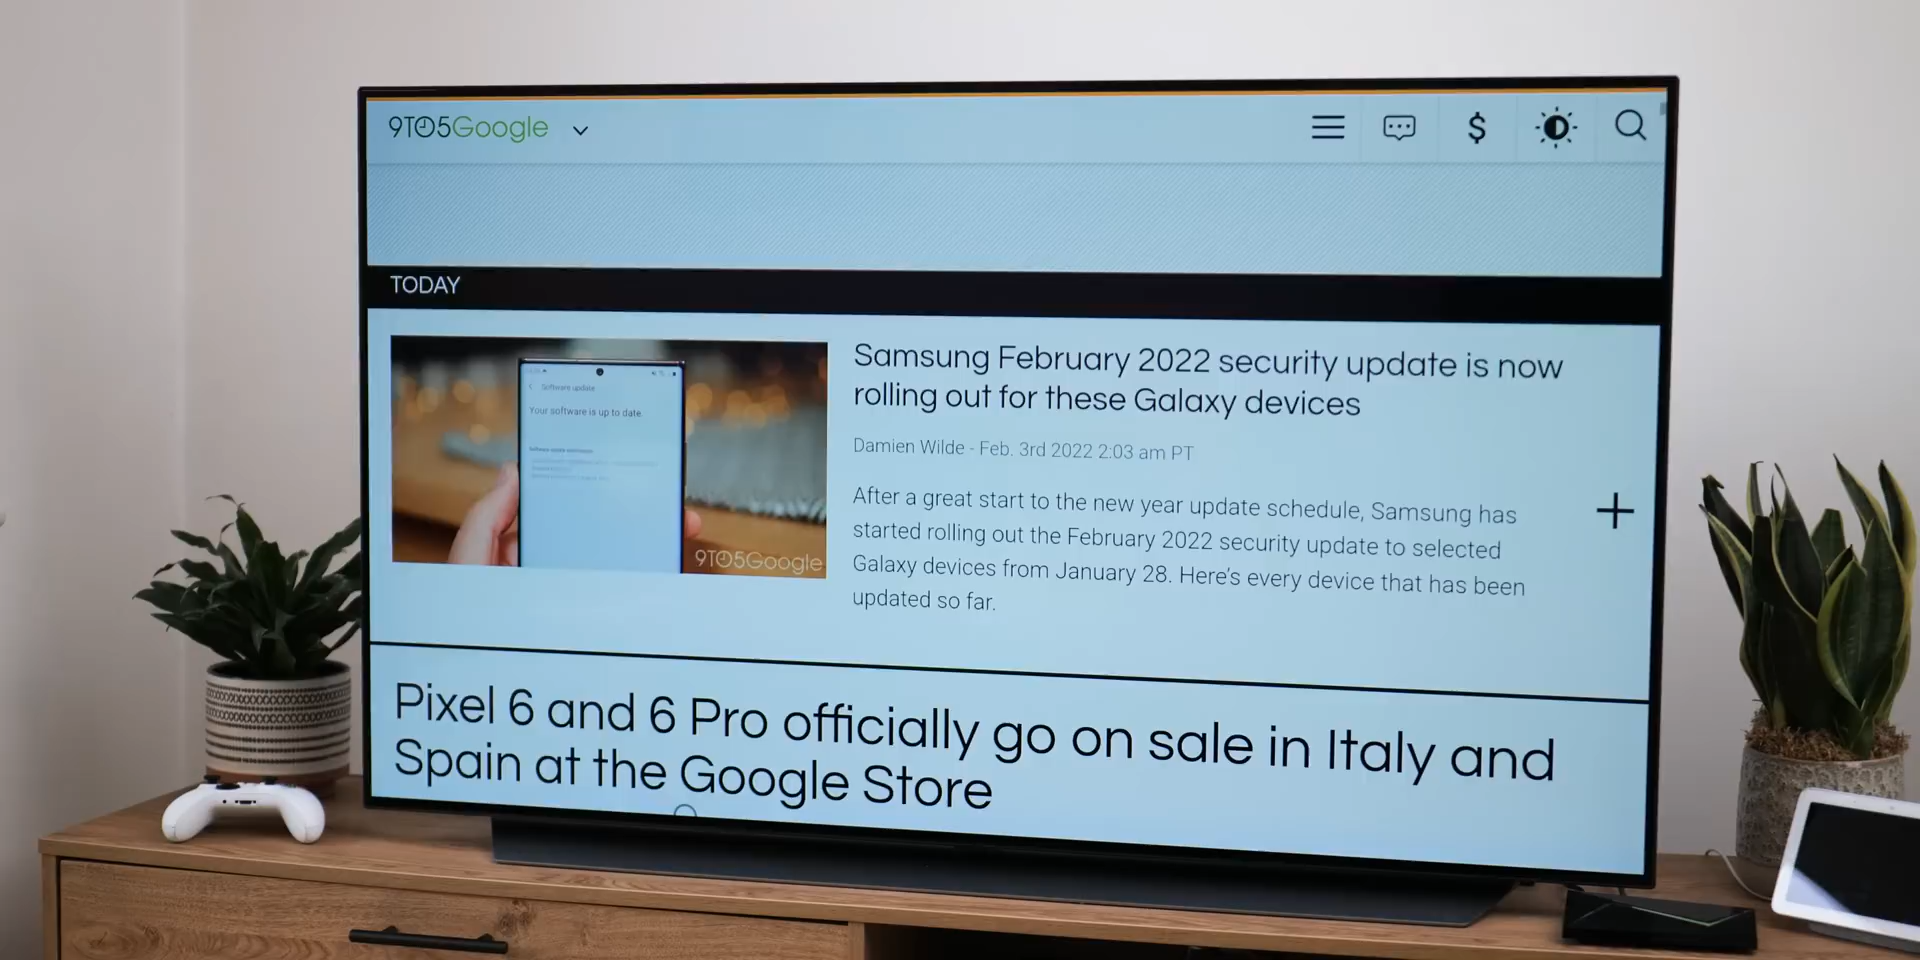 9TO5Google
TODAY
Software update
Your software is up to date.
9TO5Google
Samsung February 2022 security update is now
rolling out for these Galaxy devices
Damien Wilde - Feb. 3rd 2022 2:03 am PT
After a great start to the new year update schedule, Samsung has
started rolling out the February 2022 security update to selected
Galaxy devices from January 28. Here's every device that has been
updated so far.
Pixel 6 and 6 Pro officially go on sale in Italy and
Spain at the Google Store